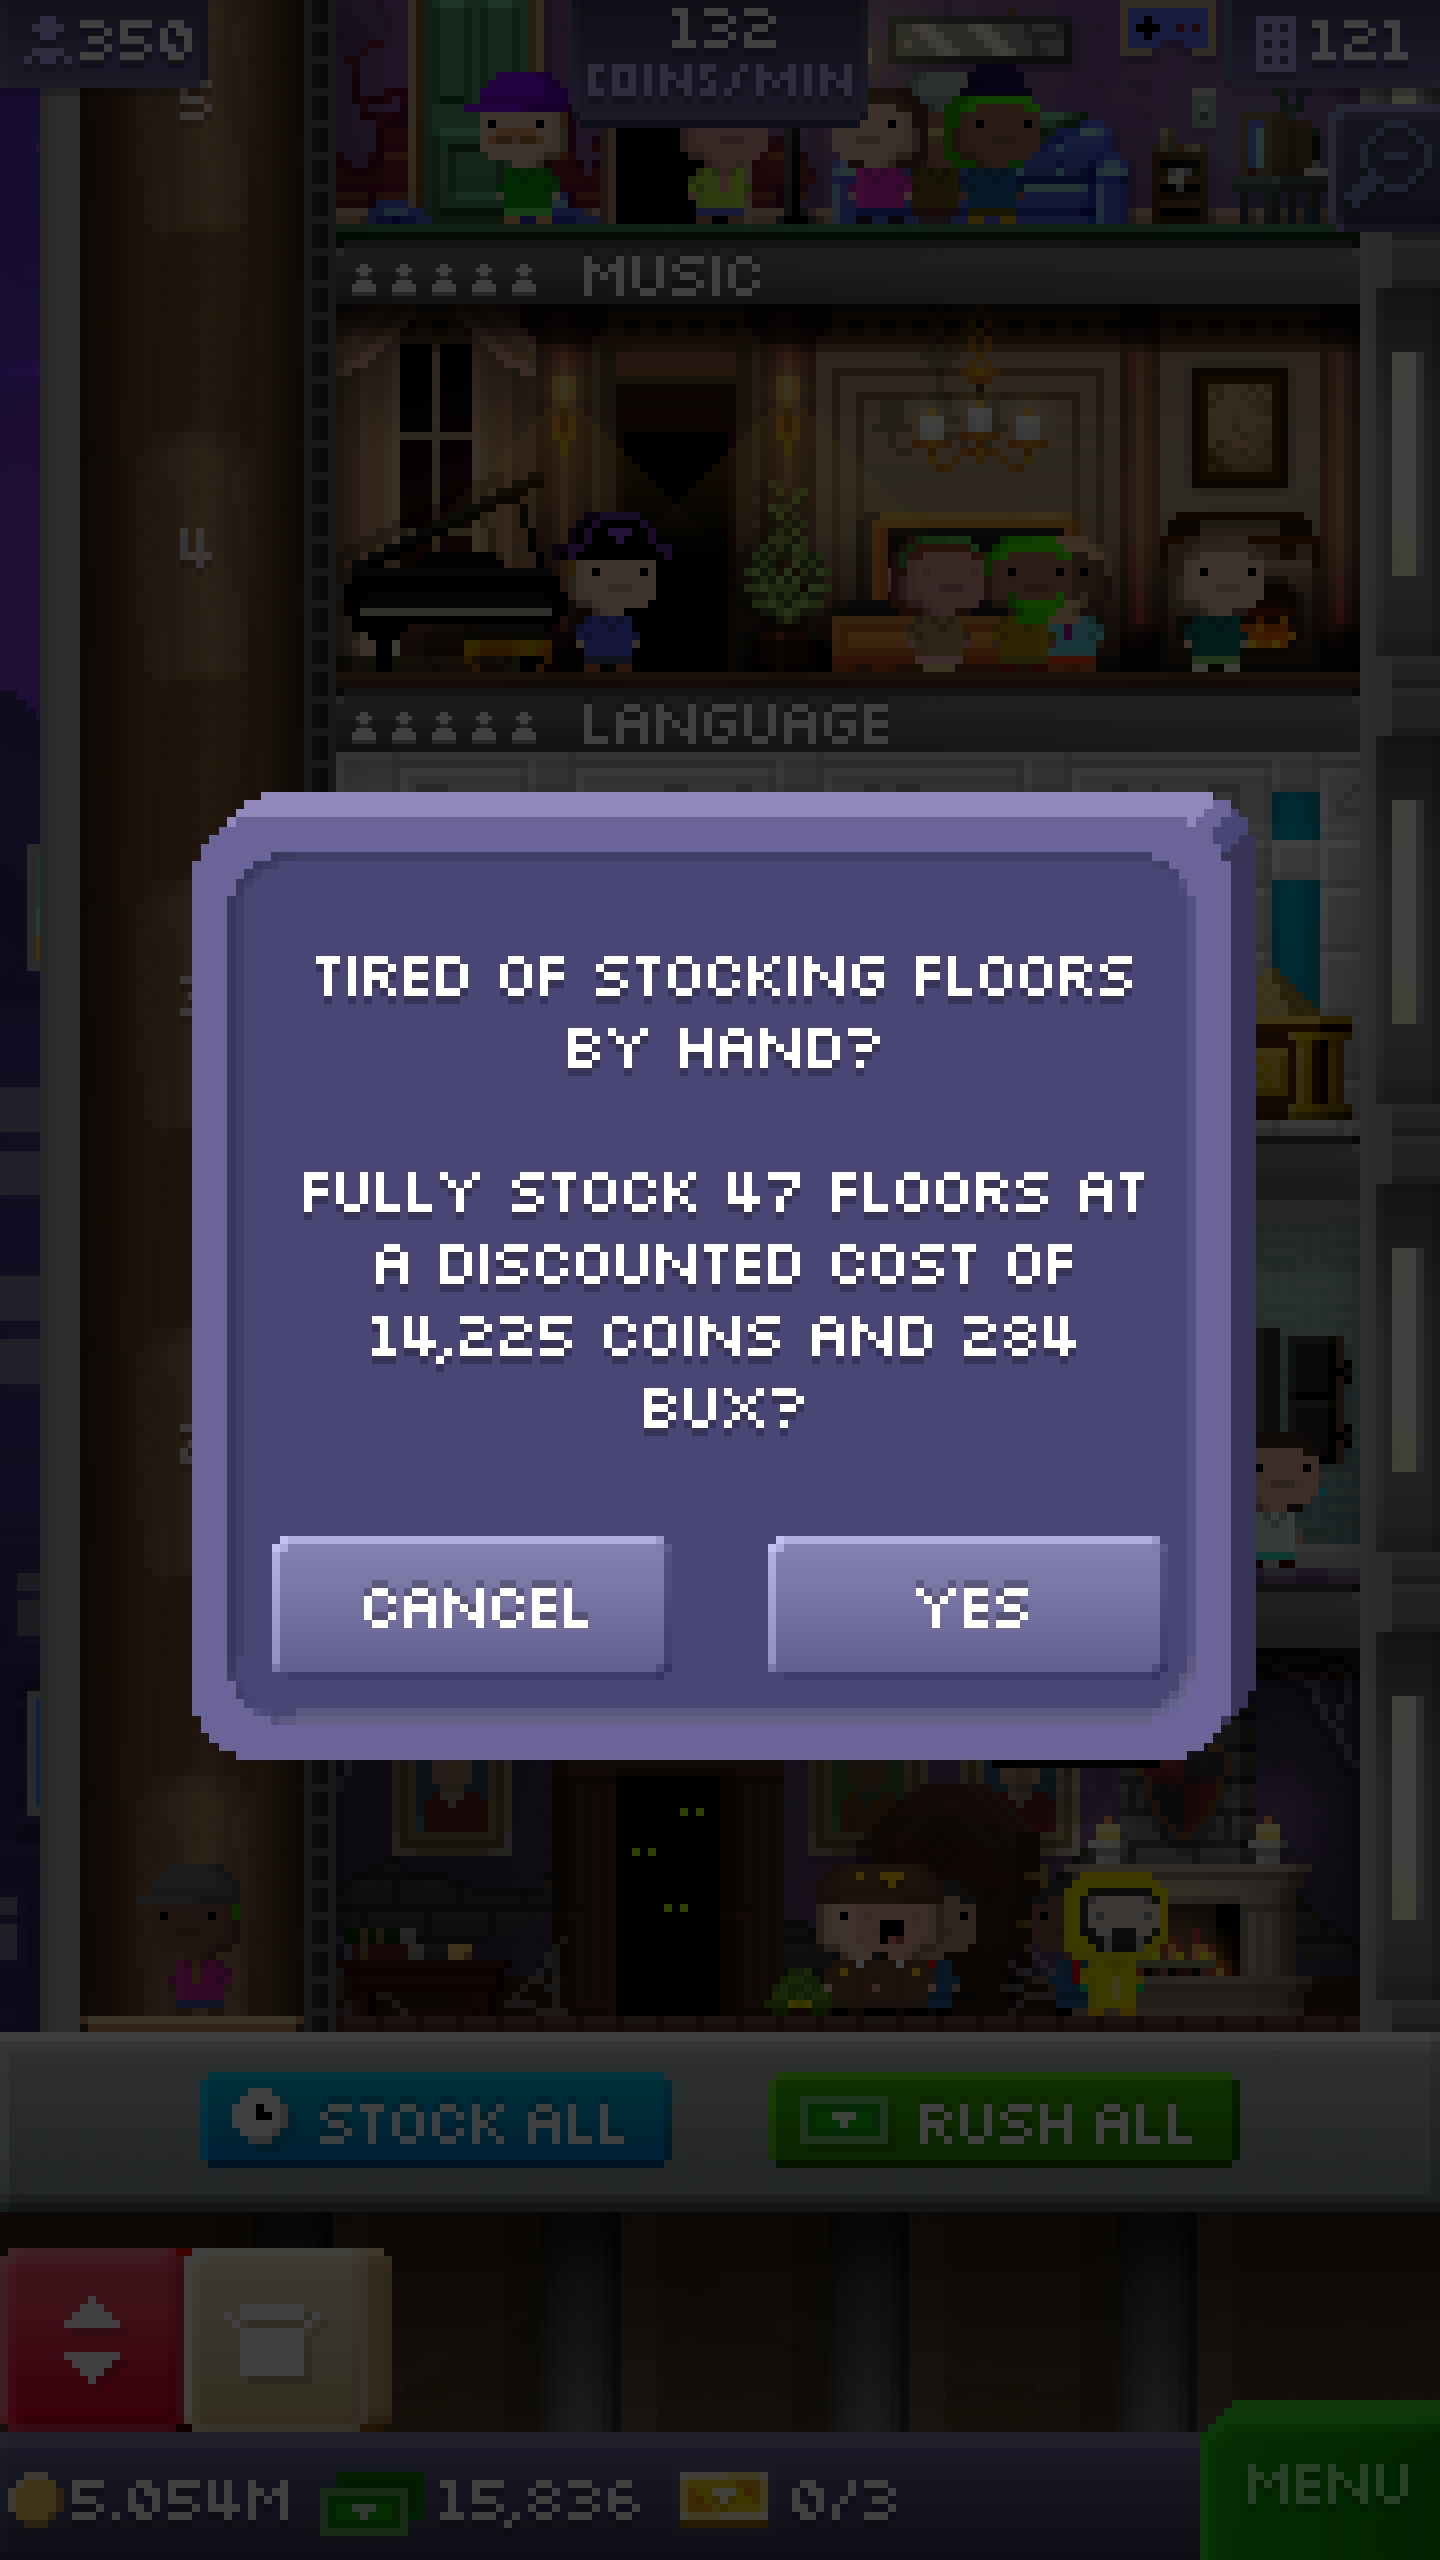 350
132
COINS/MIN
121
5
MUSIC
4
LANGUAGE
TIRED OF STOCKING FLOORS
BY HAND?
FULLY STOCK 47 FLOORS AT
A DISCOUNTED COST OF
14,225 COINS AND 284
BUX?
CANCEL
YES
STOCK ALL
RUSH ALL
5.054M
15,836
0/3
MENU